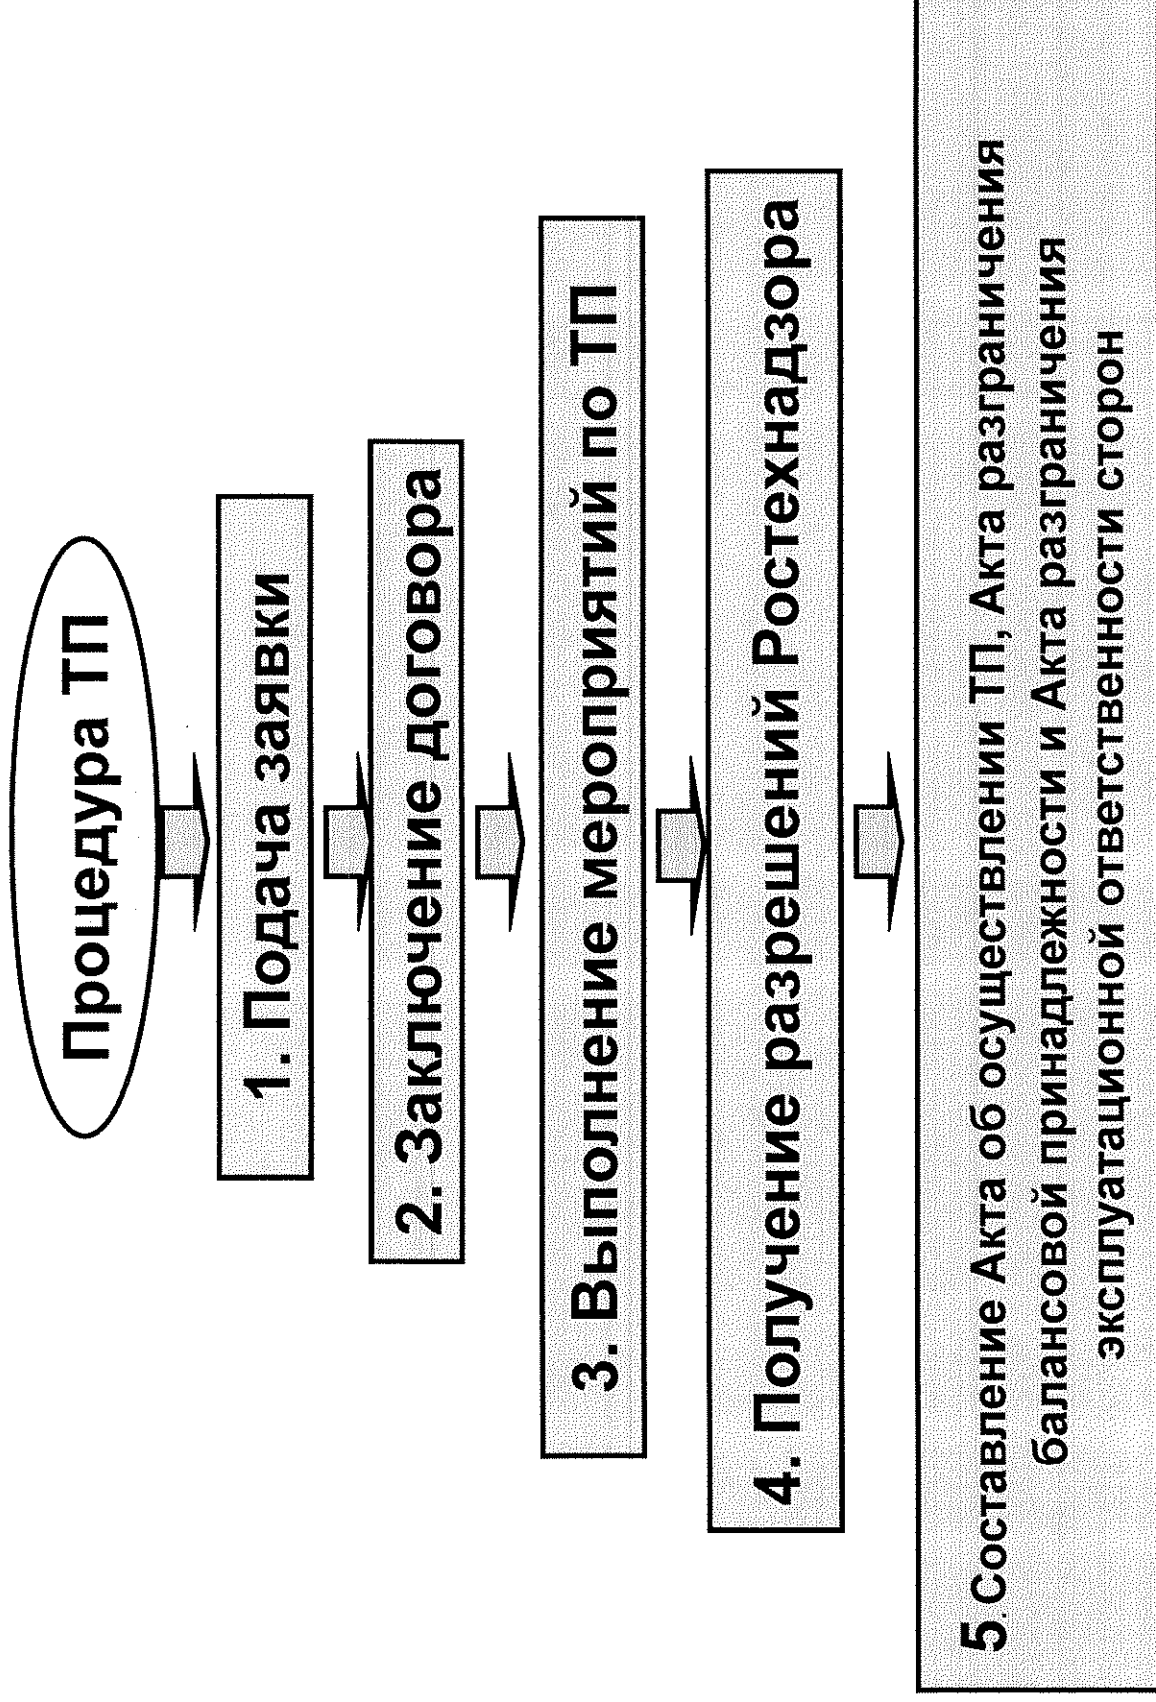 Процедура ТП
1. Подача заявки
2. Заключение договора
3. Выполнение мероприятий по ТП
4. Получение разрешений Ростехнадзора
5.Составление Акта об осуществлении ТП, Акта разграничения
балансовой принадлежности и Акта разграничения
эксплуатационной ответственности сторон